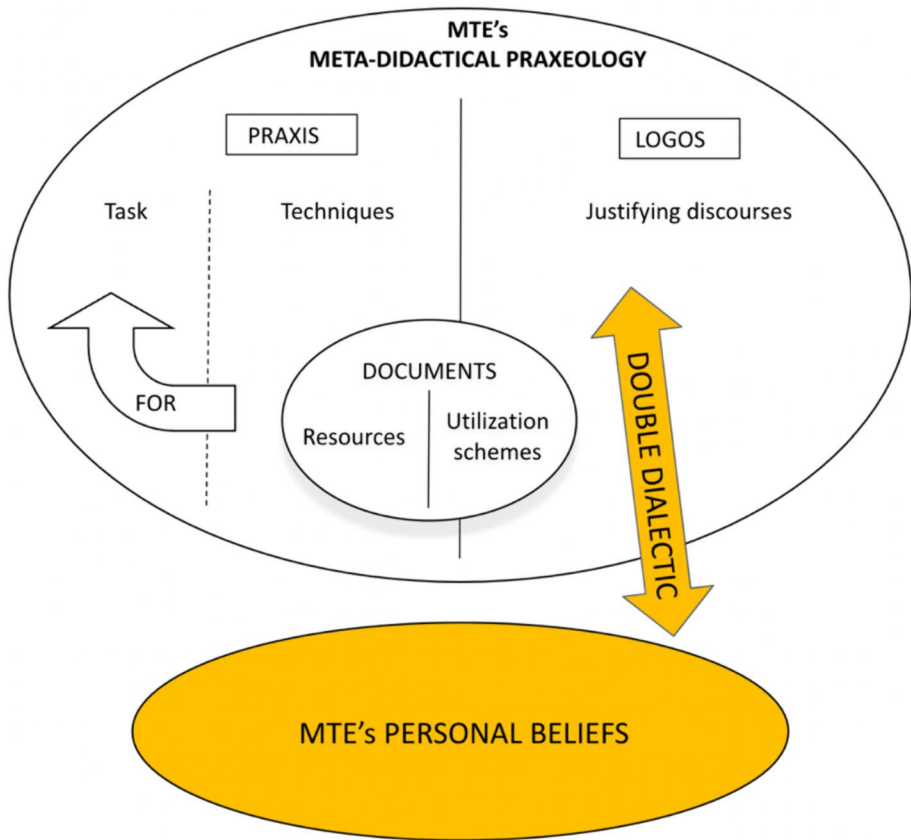 MTE's
META-DIDACTICAL PRAXEOLOGY
PRAXIS
LOGOS
Task
Techniques
Justifying discourses
FOR
DOCUMENTS
Resources
Utilization
schemes
DOUBLE DIALECTIC
MTE's PERSONAL BELIEFS